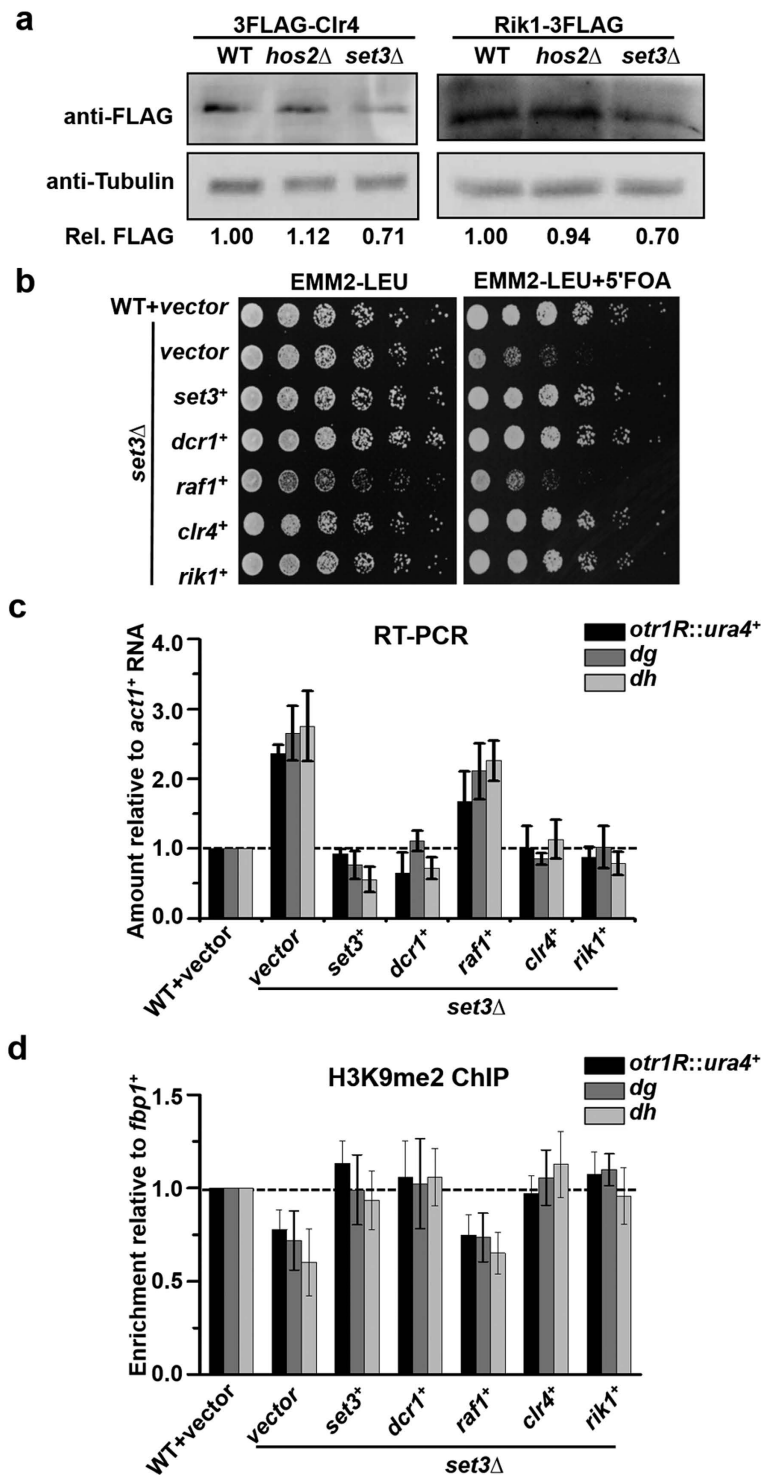 a
3FLAG-Clr4 Rik1-3FLAG
WT hos2Δ set3Δ WT hos2Δ set3Δ
anti-FLAG
anti-Tubulin
Rel. FLAG 1.00 1.12 0.71 1.00 0.94 0.70
b
EMM2-LEU EMM2-LEU+5'FOA
WT+vector
vector
set3+
dcr1+
raf1+
clr4+
rik1+
set3Δ
c
RT-PCR
otr1R::ura4+
dg
dh
Amount relative to act1+ RNA
4.0
3.0
2.0
1.0
0.0
WT+vector vector set3+ dcr1+ raf1+ clr4+ rik1+
set3Δ
d
H3K9me2 ChIP
otr1R::ura4+
dg
dh
Enrichment relative to fbp1+
1.5
1.0
0.5
0.0
WT+vector vector set3+ dcr1+ raf1+ clr4+ rik1+
set3Δ